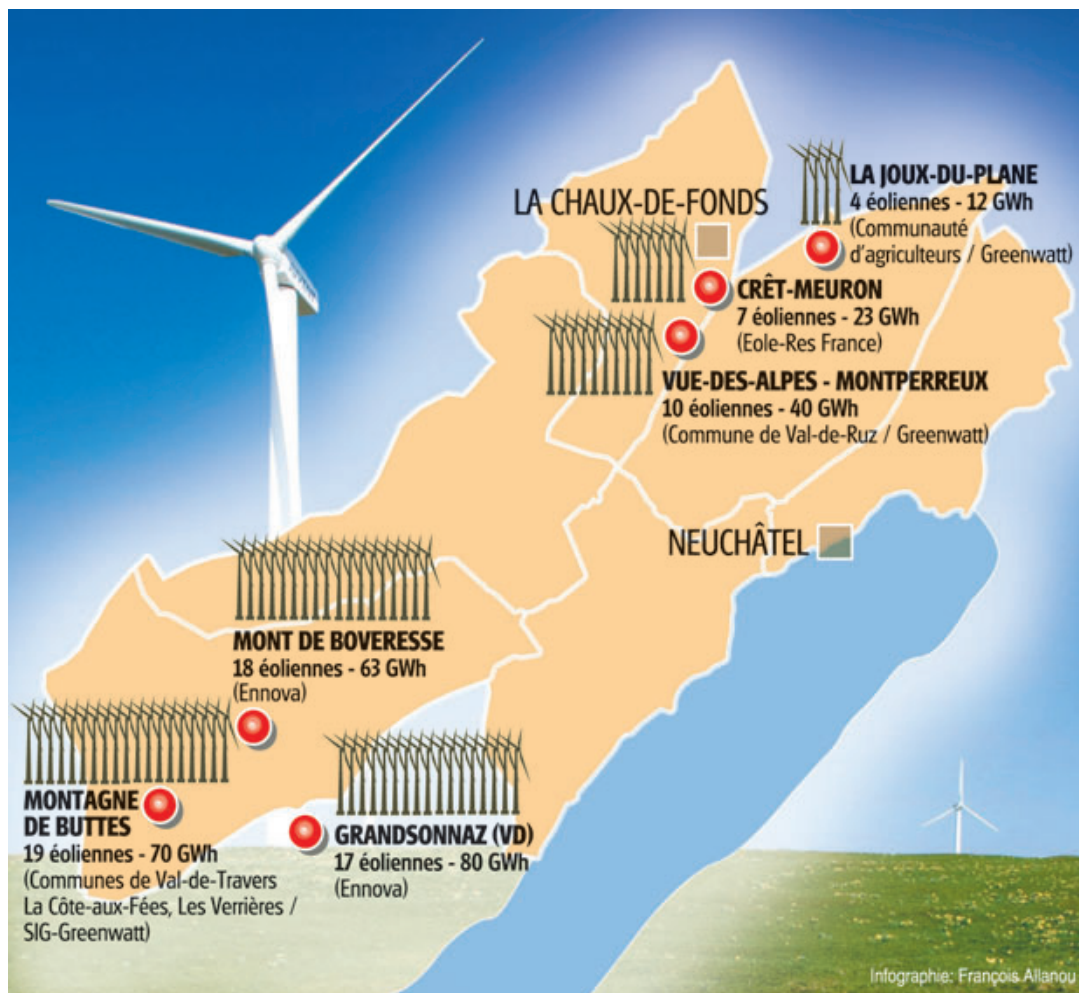 LA JOUX-DU-PLANE
4 éoliennes - 12 GWh
(Communauté
d'agriculteurs / Greenwatt)
LA CHAUX-DE-FONDS
CRÊT-MEURON
7 éoliennes - 23 GWh
(Eole-Res France)
VUE-DES-ALPES - MONTPERREUX
10 éoliennes - 40 GWh
(Commune de Val-de-Ruz / Greenwatt)
NEUCHÂTEL
MONT DE BOVERESSE
18 éoliennes - 63 GWh
(Ennova)
MONTAGNE
DE BUTTES
19 éoliennes - 70 GWh
(Communes de Val-de-Travers
La Côte-aux-Fées, Les Verrières /
SIG-Greenwatt)
GRANDSONNAZ (VD)
17 éoliennes - 80 GWh
(Ennova)
Infographie: François Allanou